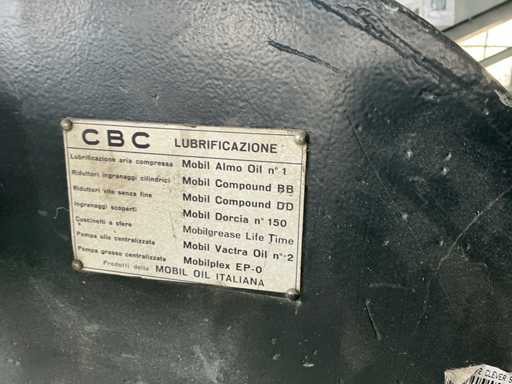 CBC LUBRIFICAZIONE
Lubrificazione aria compressa Mobil Almo Oil n° 1
Riduttori ingranaggi cilindrici Mobil Compound BB
Riduttori vite senza fine Mobil Compound DD
Ingranaggi scoperti Mobil Dorcia n° 150
Cuscinetti a sfere Mobilgrease Life Time
Pompa olio centralizzata Mobil Vactra Oil n° 2
Pompa grasso centralizzata Mobilplex EP-0
Prodotti della MOBIL OIL ITALIANA
CLEVER